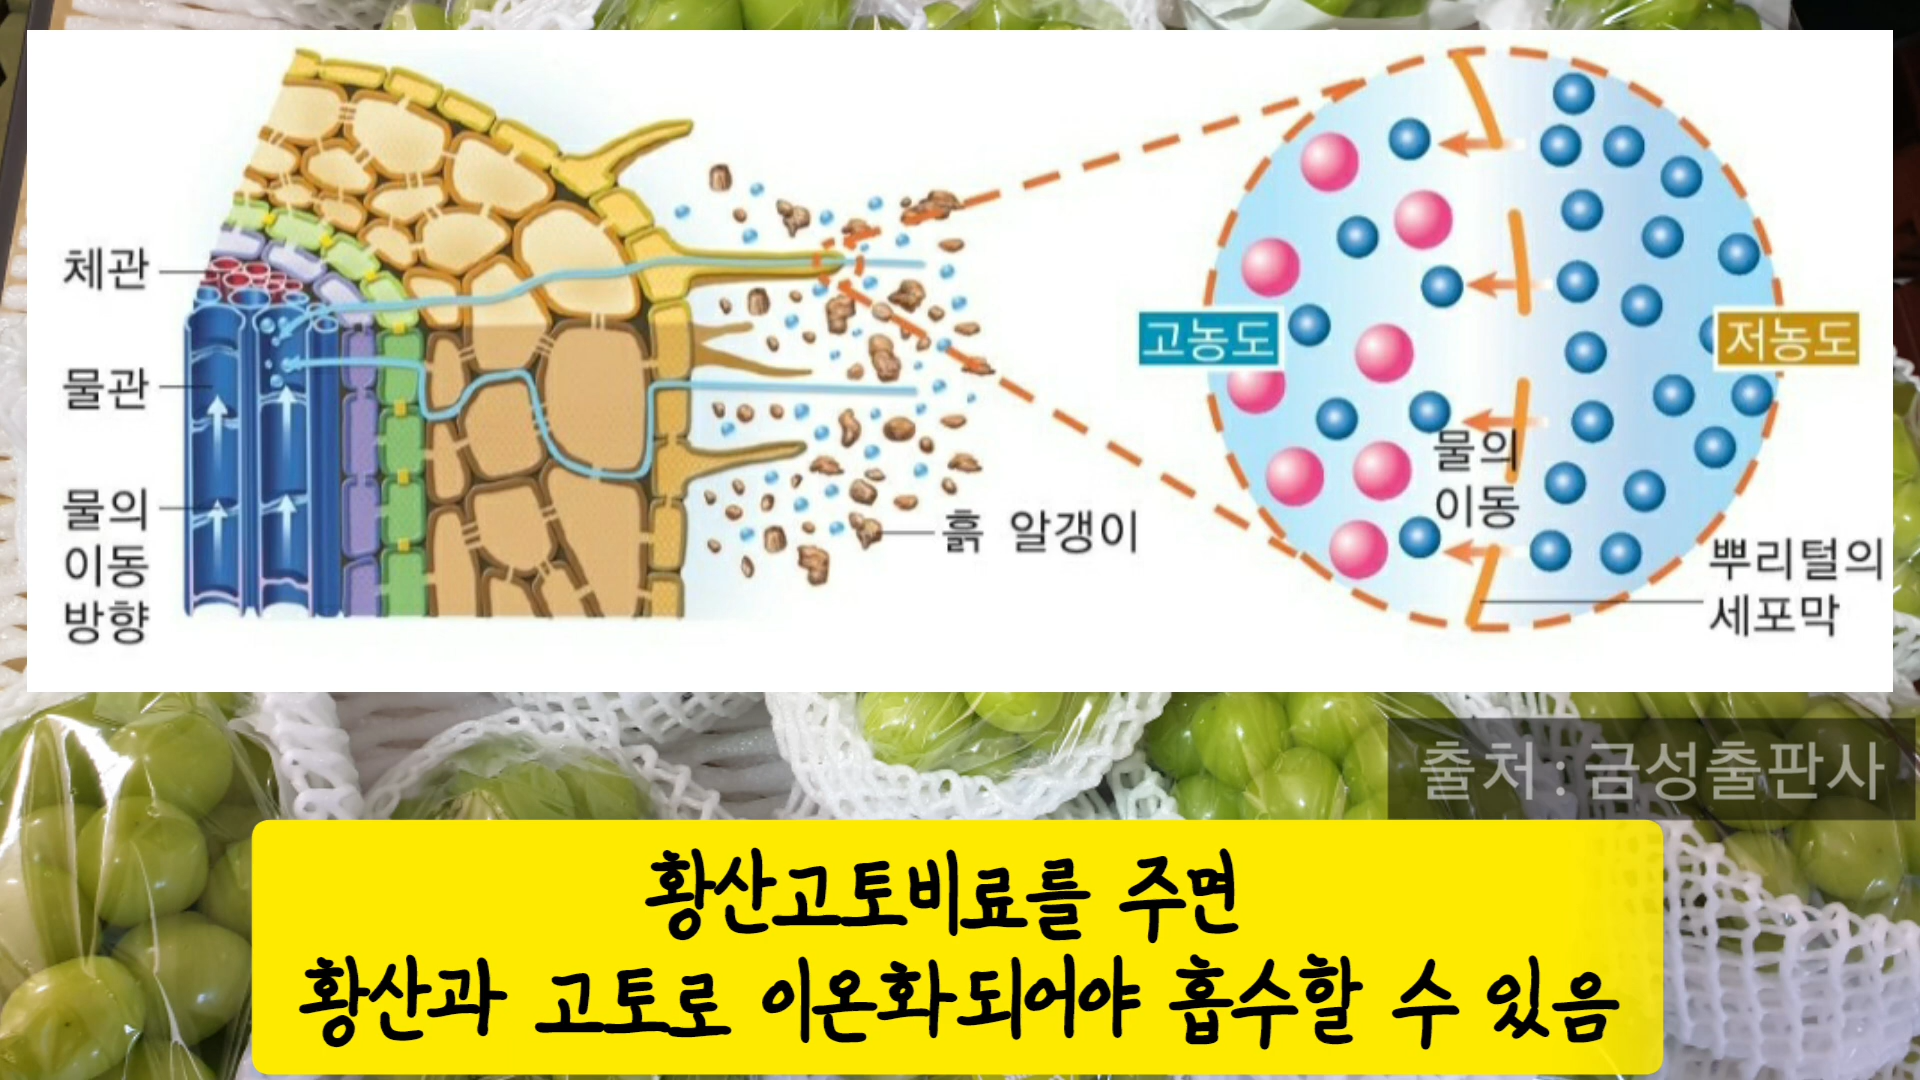 체관
물관
물의
이동
방향
흙 알갱이
고농도
저농도
물의
이동
뿌리털의
세포막
출처 : 금성출판사
황산고토비료를 주면
황산과 고토로 이온화되어야 흡수할 수 있음